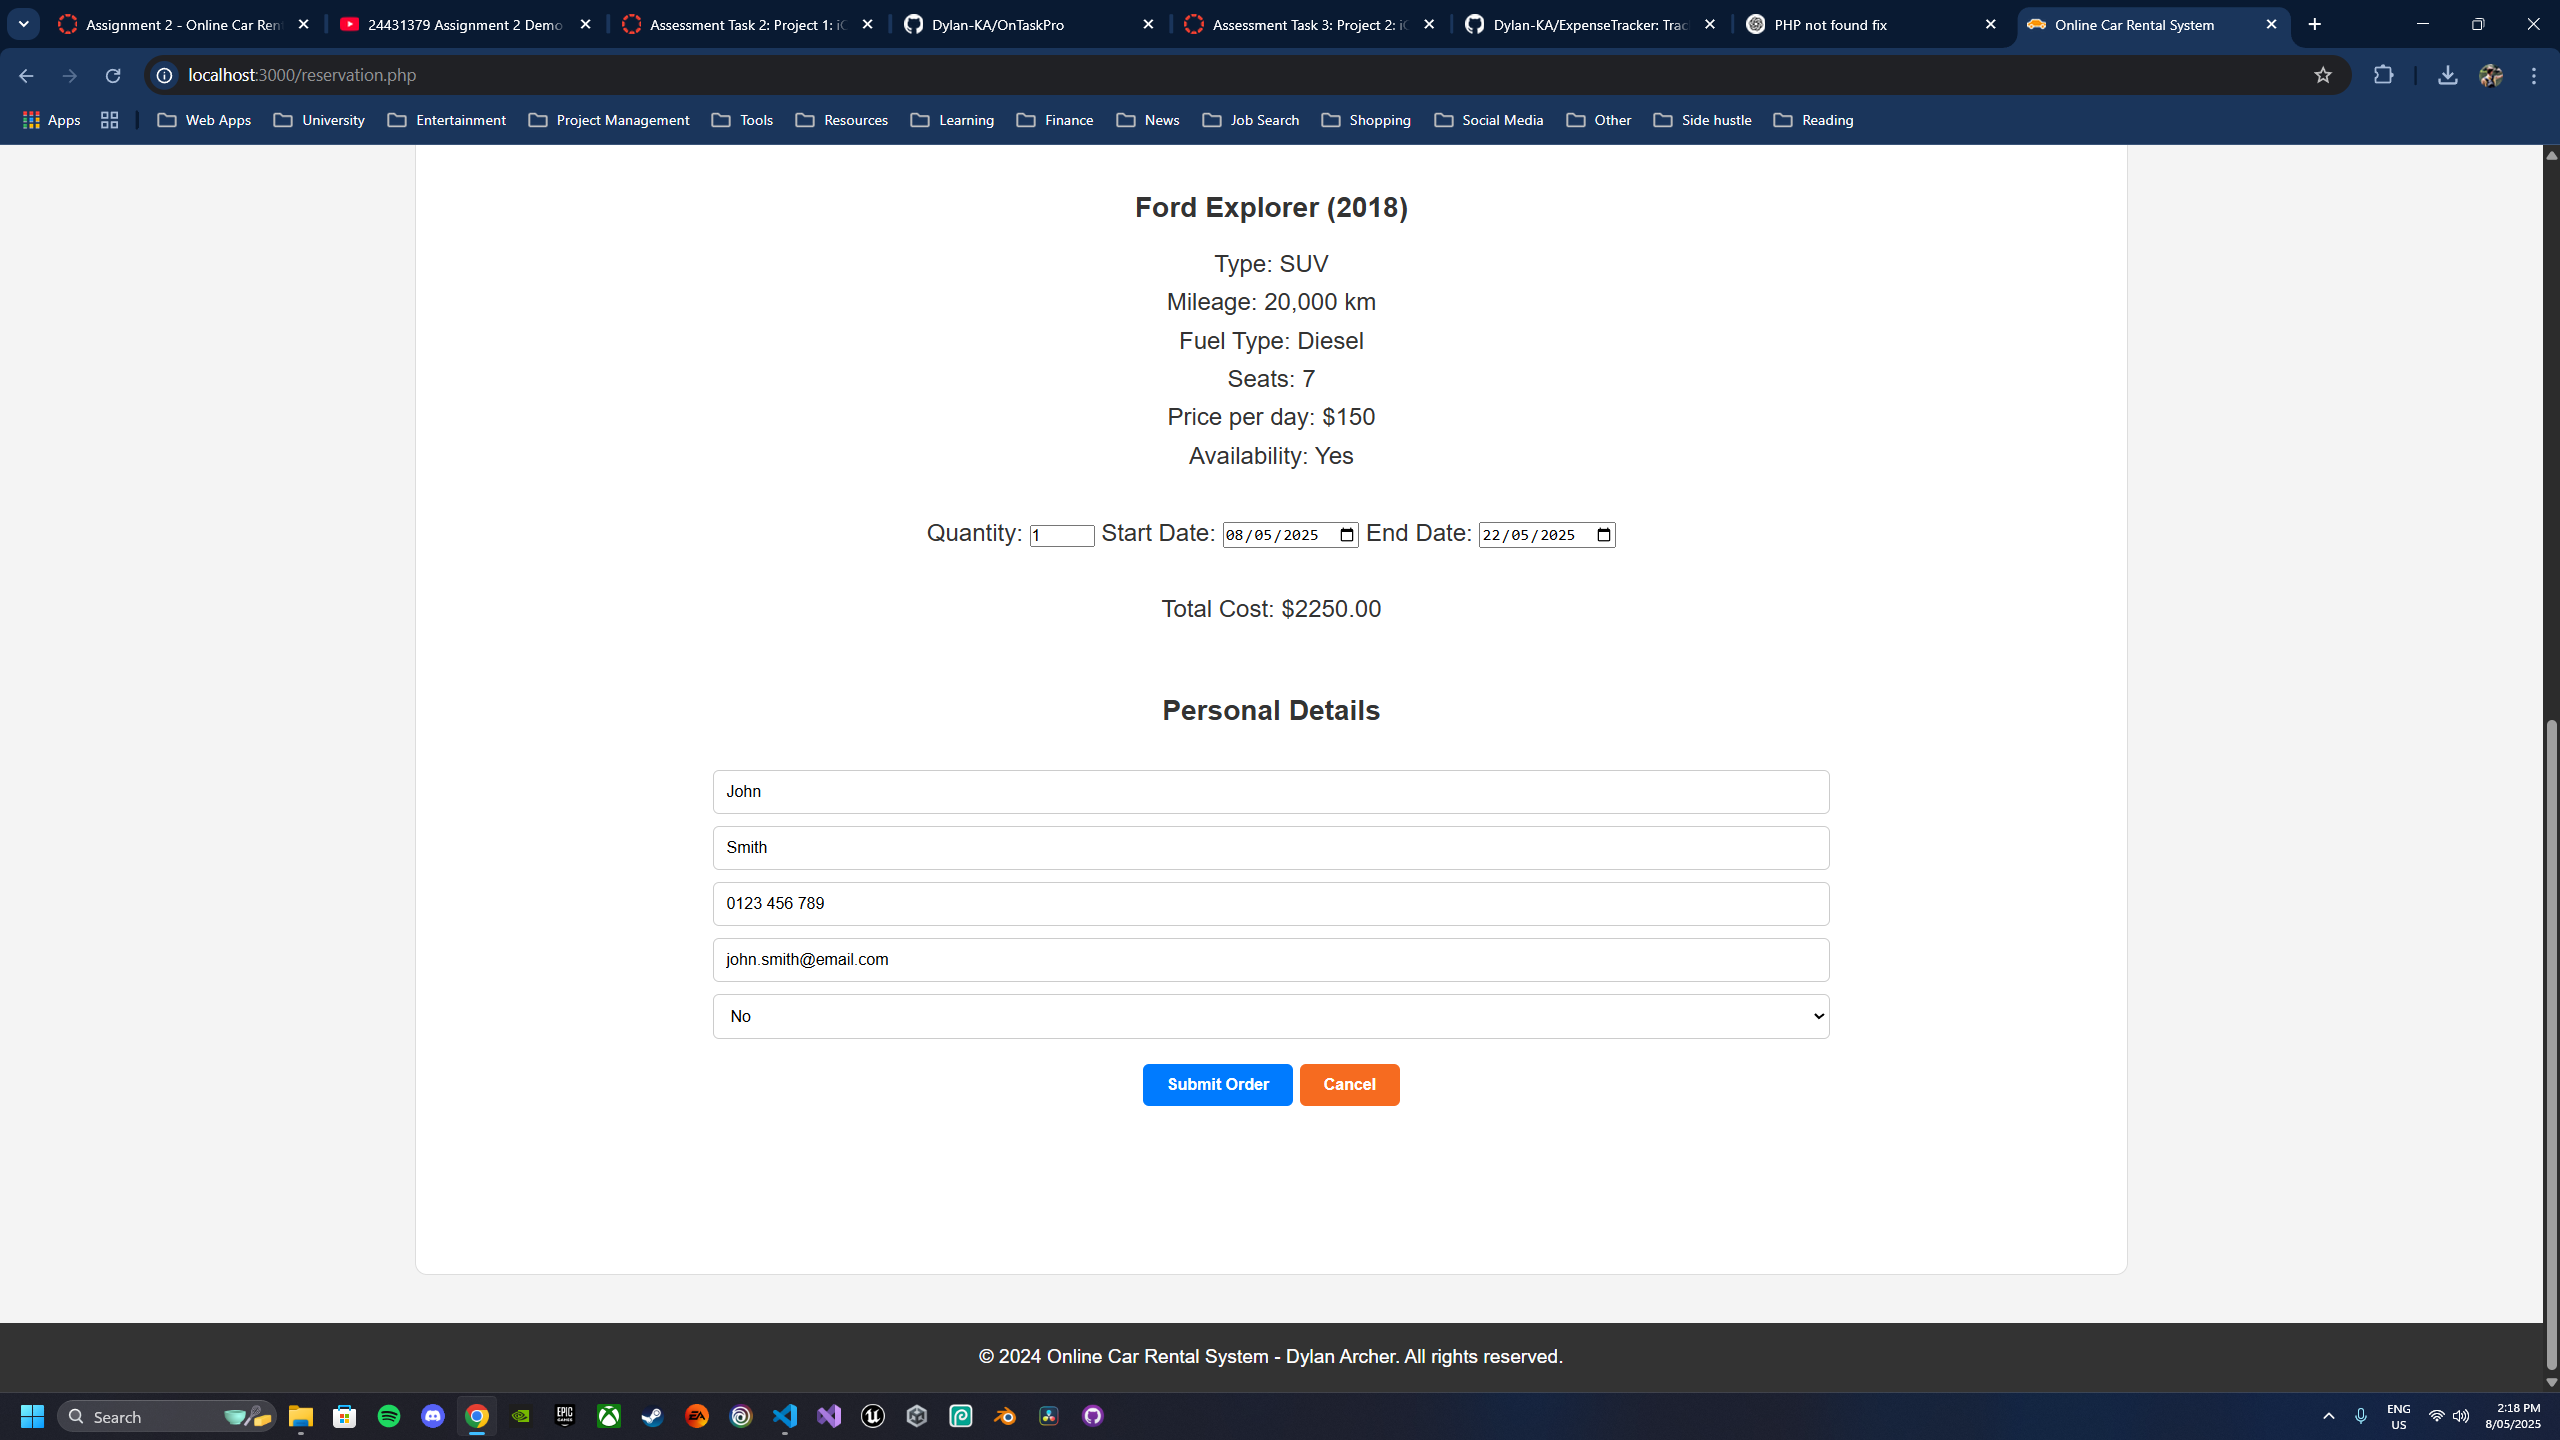 Assignment 2 - Online Car Ren
24431379 Assignment 2 Demo
Assessment Task 2: Project 1: iC
Dylan-KA/OnTaskPro
Assessment Task 3: Project 2: iC
Dylan-KA/ExpenseTracker: Trac
PHP not found fix
Online Car Rental System
localhost:3000/reservation.php
Apps
Web Apps
University
Entertainment
Project Management
Tools
Resources
Learning
Finance
News
Job Search
Shopping
Social Media
Other
Side hustle
Reading
Ford Explorer (2018)
Type: SUV
Mileage: 20,000 km
Fuel Type: Diesel
Seats: 7
Price per day: $150
Availability: Yes
Quantity: 1 Start Date: 08/05/2025 End Date: 22/05/2025
Total Cost: $2250.00
Personal Details
John
Smith
0123 456 789
john.smith@email.com
No
Submit Order
Cancel
© 2024 Online Car Rental System - Dylan Archer. All rights reserved.
Search
EPIC
GAMES
EA
ENG
US
2:18 PM
8/05/2025